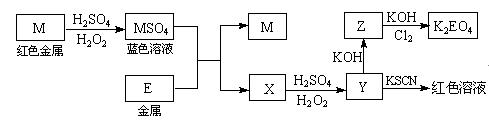 M
红色金属
H₂SO₄
H₂O₂
MSO₄
蓝色溶液
E
金属
M
X
H₂SO₄
H₂O₂
Y
KOH
Z
KOH
Cl₂
K₂EO₄
KSCN
红色溶液